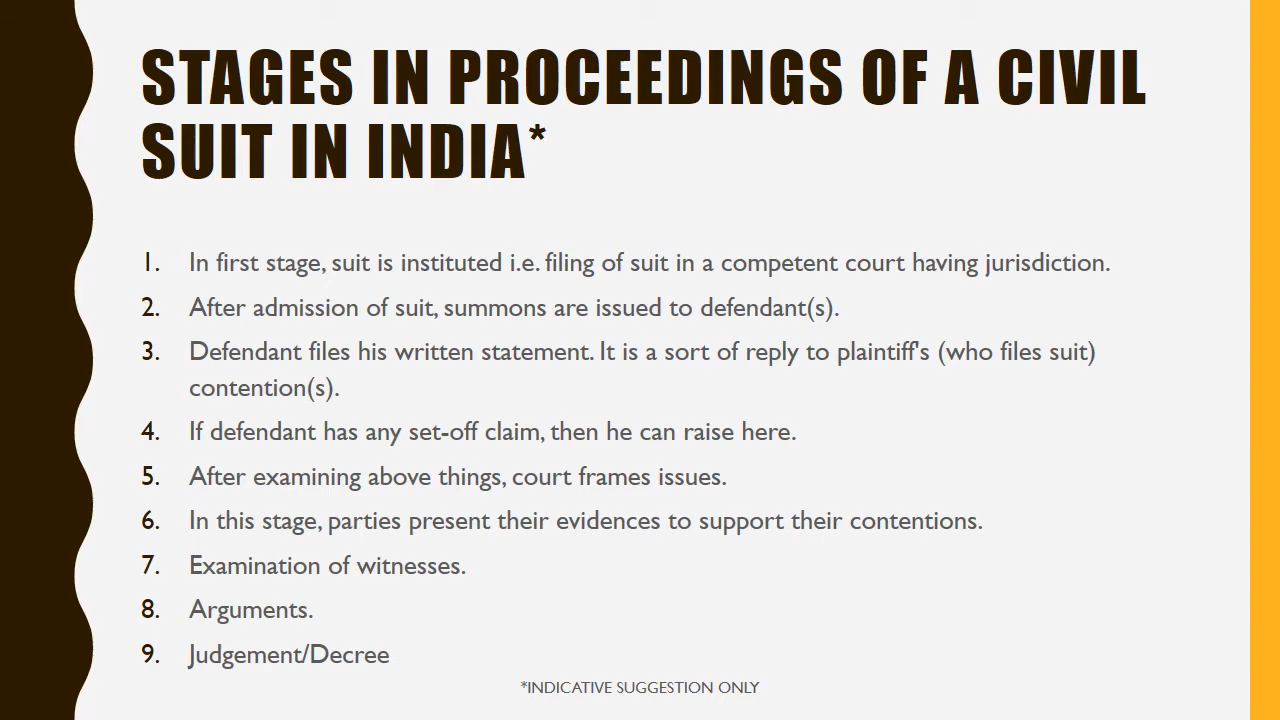 STAGES IN PROCEEDINGS OF A CIVIL
SUIT IN INDIA*
1. In first stage, suit is instituted i.e. filing of suit in a competent court having jurisdiction.
2. After admission of suit, summons are issued to defendant(s).
3. Defendant files his written statement. It is a sort of reply to plaintiff's (who files suit)
contention(s).
4. If defendant has any set-off claim, then he can raise here.
5. After examining above things, court frames issues.
6. In this stage, parties present their evidences to support their contentions.
7. Examination of witnesses.
8. Arguments.
9. Judgement/Decree
*INDICATIVE SUGGESTION ONLY